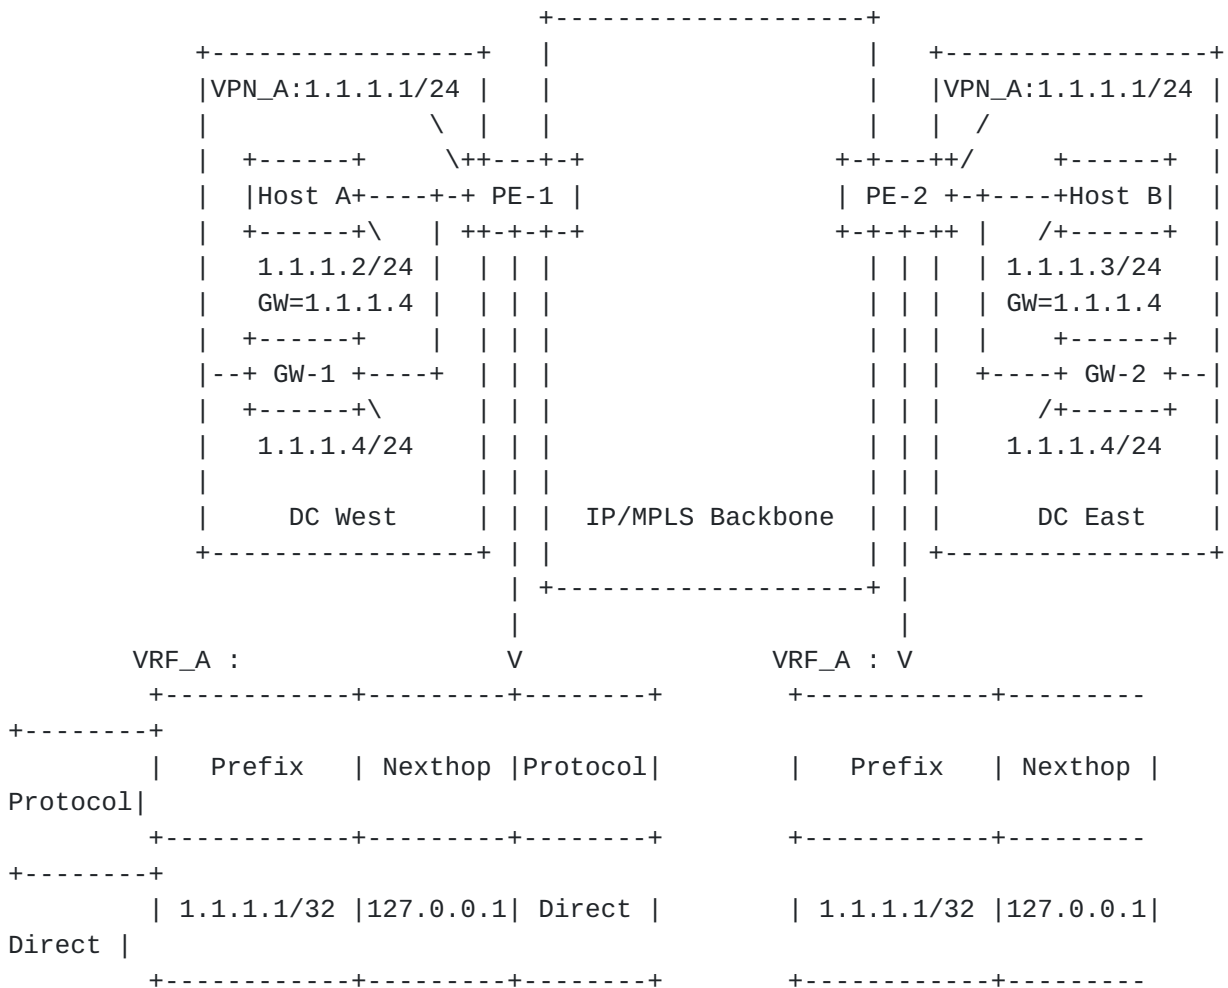 +--------------------+
            +-----------------+   |                    |   +-----------------+
            |VPN_A:1.1.1.1/24 |   |                    |   |VPN_A:1.1.1.1/24 |
            |              \  |   |                    |   |  /              |
            |  +------+     \++---+-+                +-+---++/     +------+  |
            |  |Host A+----+-+ PE-1 |                | PE-2 +-+----+Host B|  |
            |  +------+\   | ++-+-+-+                +-+-+-++ |   /+------+  |
            |   1.1.1.2/24 |  | | |                    | | |  | 1.1.1.3/24   |
            |   GW=1.1.1.4 |  | | |                    | | |  | GW=1.1.1.4   |
            |  +------+    |  | | |                    | | |  |    +------+  |
            |--+ GW-1 +----+  | | |                    | | |  +----+ GW-2 +--|
            |  +------+\      | | |                    | | |      /+------+  |
            |   1.1.1.4/24    | | |                    | | |    1.1.1.4/24   |
            |                 | | |                    | | |                 |
            |     DC West     | | |  IP/MPLS Backbone  | | |      DC East    |
            +-----------------+ | |                    | | +-----------------+
                                | +--------------------+ |
                                |                        |
        VRF_A :                 V                VRF_A : V
         +------------+---------+--------+        +------------+---------
+--------+
         |   Prefix   | Nexthop |Protocol|        |   Prefix   | Nexthop |
Protocol|
         +------------+---------+--------+        +------------+---------
+--------+
         | 1.1.1.1/32 |127.0.0.1| Direct |        | 1.1.1.1/32 |127.0.0.1|
Direct |
         +------------+---------+--------+        +------------+---------